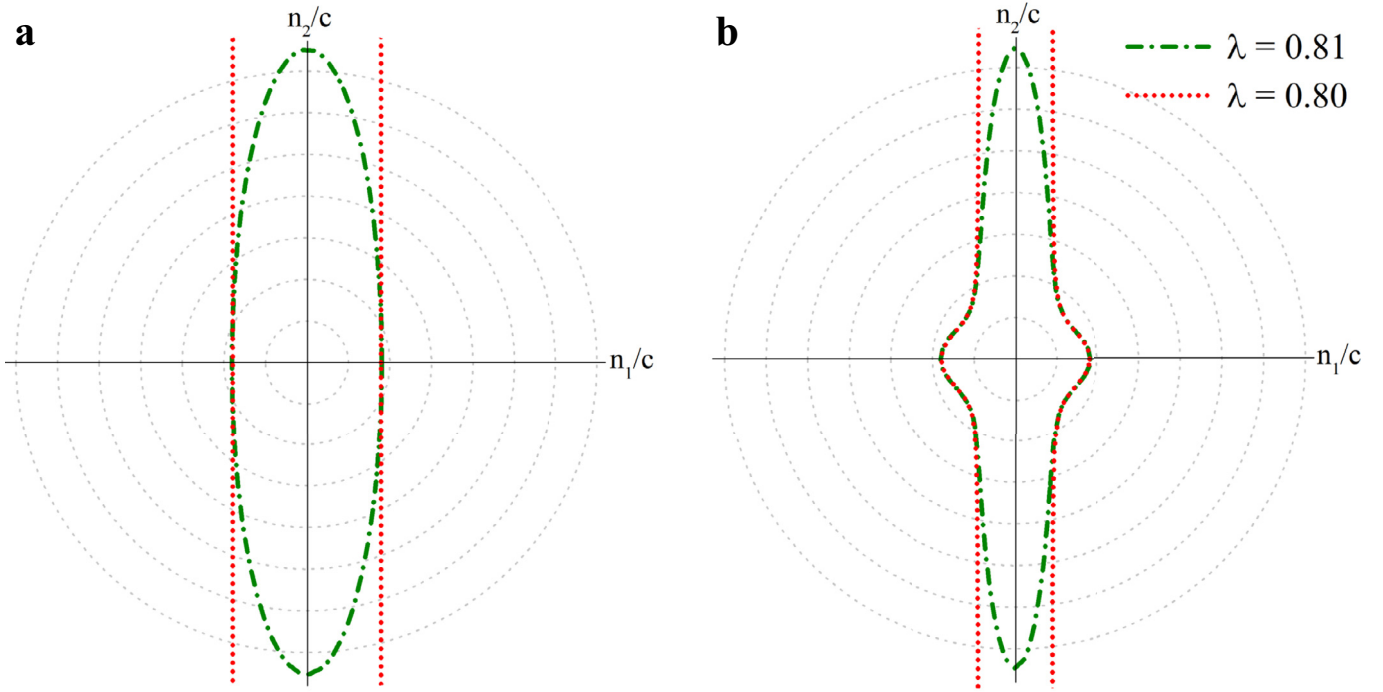 a
n₂/c
n₁/c
b
n₂/c
n₁/c
λ = 0.81
λ = 0.80